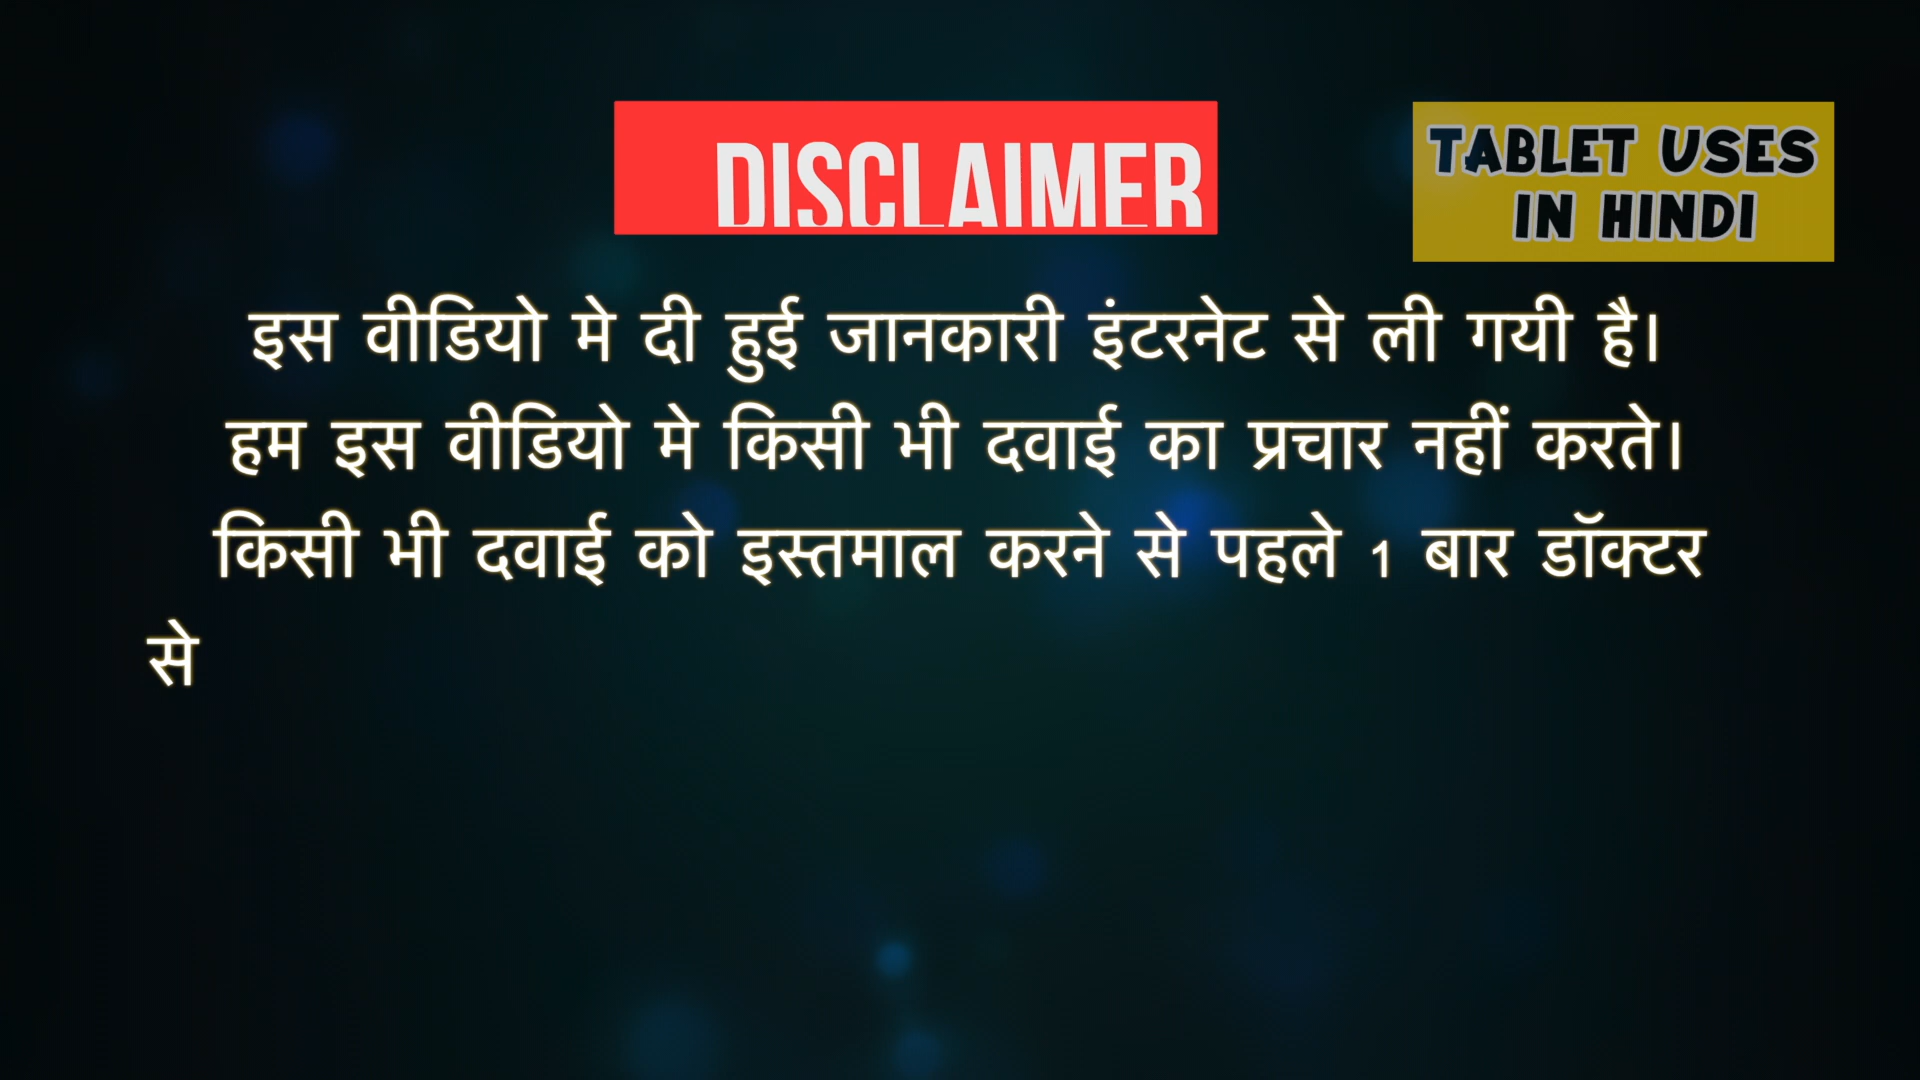 DISCLAIMER
TABLET USES
IN HINDI
इस वीडियो मे दी हुई जानकारी इंटरनेट से ली गयी है।
हम इस वीडियो मे किसी भी दवाई का प्रचार नहीं करते।
किसी भी दवाई को इस्तमाल करने से पहले 1 बार डॉक्टर
से